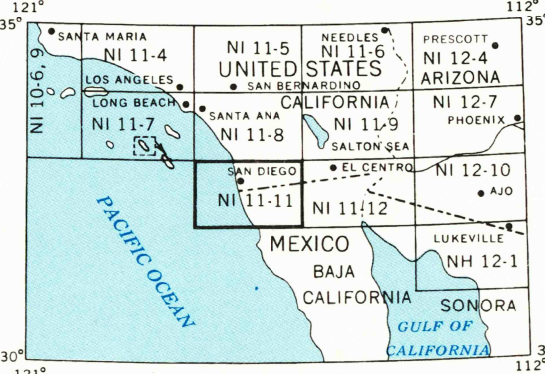 121°
112°
35°
35°
SANTA MARIA
NI 11-4
NI 11-5
NEEDLES
NI 11-6
PRESCOTT
NI 12-4
ARIZONA
UNITED STATES
NI 10-6, 9
LOS ANGELES
SAN BERNARDINO
LONG BEACH
CALIFORNIA
NI 12-7
NI 11-7
SANTA ANA
NI 11-8
NI 11-9
PHOENIX
SALTON SEA
SAN DIEGO
EL CENTRO
NI 12-10
NI 11-11
NI 11-12
AJO
PACIFIC OCEAN
MEXICO
LUKEVILLE
NH 12-1
BAJA
CALIFORNIA
SONORA
GULF OF
CALIFORNIA
30°
30°
121°
112°